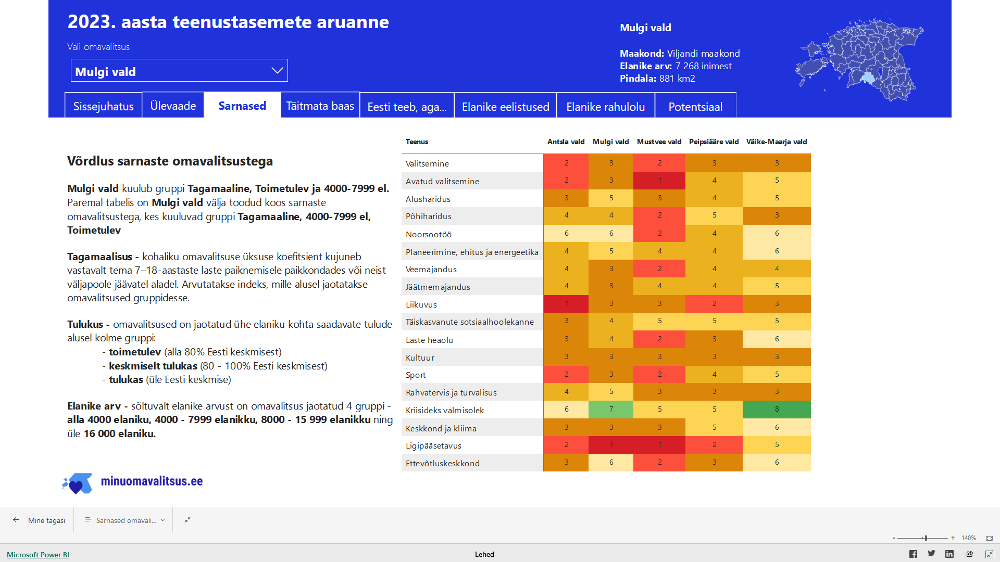 2023. aasta teenustasemete aruanne
Vali omavalitsus
Mulgi vald
Mulgi vald
Maakond: Viljandi maakond
Elanike arv: 7 268 inimest
Pindala: 881 km2
Sissejuhatus Ülevaade Sarnased Täitmata baas Eesti teeb, aga... Elanike eelistused Elanike rahulolu Potentsiaal
Võrdlus sarnaste omavalitsustega
Mulgi vald kuulub gruppi Tagamaaline, Toimetulev ja 4000-7999 el.
Paremal tabelis on Mulgi vald välja toodud koos sarnaste
omavalitsustega, kes kuuluvad gruppi Tagamaaline, 4000-7999 el,
Toimetulev
Tagamaalisus - kohaliku omavalitsuse üksuse koefitsient kujuneb
vastavalt tema 7–18-aastaste laste paiknemisele paikkondades või neist
väljapoole jäävatel aladel. Arvutatakse indeks, mille alusel jaotatakse
omavalitsused gruppidesse.
Tulukus - omavalitsused on jaotatud ühe elaniku kohta saadavate tulude
alusel kolme gruppi:
- toimetulev (alla 80% Eesti keskmisest)
- keskmiselt tulukas (80 - 100% Eesti keskmisest)
- tulukas (üle Eesti keskmise)
Elanike arv - sõltuvalt elanike arvust on omavalitsus jaotatud 4 gruppi -
alla 4000 elaniku, 4000 - 7999 elanikku, 8000 - 15 999 elanikku ning
üle 16 000 elaniku.
minuomavalitsus.ee
Teenus Antsla vald Mulgi vald Mustvee vald Peipsiääre vald Väike-Maarja vald
Valitsemine 2 3 2 3 3
Avatud valitsemine 2 3 1 4 5
Alusharidus 3 5 3 4 5
Põhiharidus 4 4 2 5 3
Noorsootöö 6 6 2 4 6
Planeerimine, ehitus ja energeetika 4 5 4 4 6
Veemajandus 4 3 2 4 4
Jäätmemajandus 4 3 4 4 5
Liikuvus 1 3 3 2 3
Täiskasvanute sotsiaalhoolekanne 3 4 5 5 5
Laste heaolu 3 4 2 3 6
Kultuur 3 3 3 3 3
Sport 2 3 2 4 5
Rahvatervis ja turvalisus 4 5 3 3 3
Kriisideks valmisolek 6 7 5 5 8
Keskkond ja kliima 3 3 3 5 6
Ligipääsetavus 2 1 1 2 5
Ettevõtluskeskkond 3 6 2 3 6
Mine tagasi Sarnased omavali...
- + 140%
Microsoft Power BI Lehed